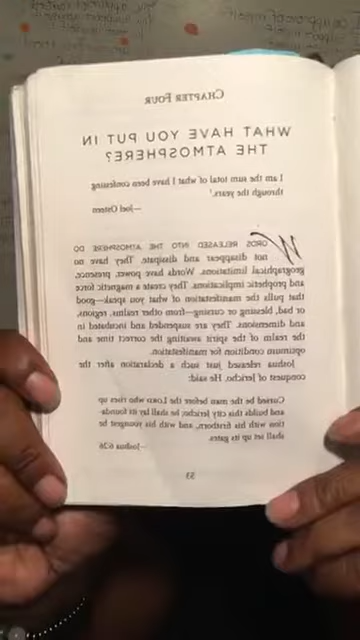 CHAPTER FOUR
WHAT HAVE YOU PUT IN
THE ATMOSPHERE?
I am the sum total of what I have been confessing
through the years.¹
—Joel Osteen
WORDS RELEASED INTO THE ATMOSPHERE DO
not disappear and dissipate. They have no
geographical limitations. Words have power, presence,
and prophetic implications. They create a magnetic force
that pulls the manifestation of what you speak—good
or bad, blessing or cursing—from other realms, regions,
and dimensions. They are suspended and incubated in
the realm of the spirit awaiting the correct time and
optimum condition for manifestation.
Joshua released just such a declaration after the
conquest of Jericho. He said:
Cursed be the man before the LORD who rises up
and builds this city Jericho; he shall lay its founda-
tion with his firstborn, and with his youngest he
shall set up its gates.
—Joshua 6:26
53